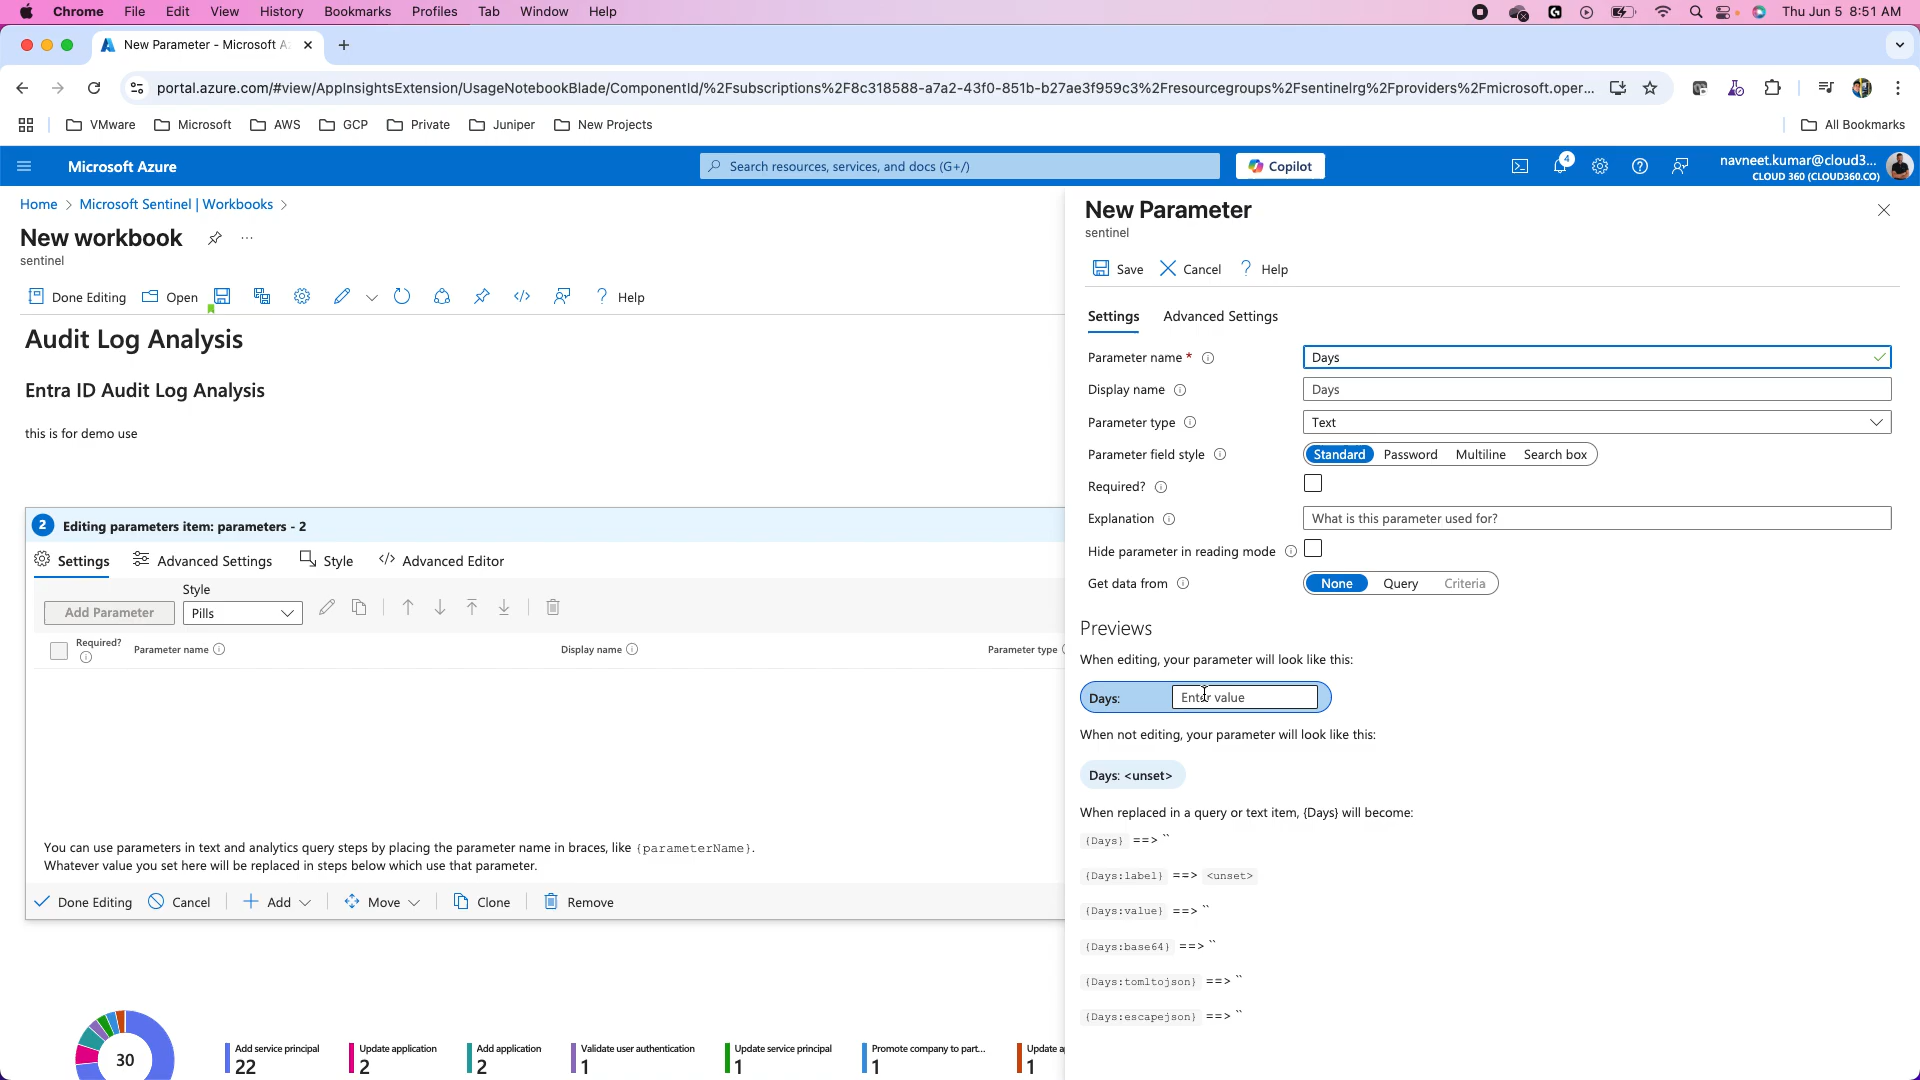 Chrome File Edit View History Bookmarks Profiles Tab Window Help Thu Jun 5 8:51 AM
New Parameter - Microsoft A
portal.azure.com/#view/AppInsightsExtension/UsageNotebookBlade/ComponentId/%2Fsubscriptions%2F8c318588-a7a2-43f0-851b-b27ae3f959c3%2Fresourcegroups%2Fsentinelrg%2Fproviders%2Fmicrosoft.oper...
VMware Microsoft AWS GCP Private Juniper New Projects All Bookmarks
Microsoft Azure Search resources, services, and docs (G+/) Copilot 4 navneet.kumar@cloud3...
CLOUD 360 (CLOUD360.CO)
Home > Microsoft Sentinel | Workbooks >
New workbook ...
sentinel
Done Editing Open Help
Audit Log Analysis
Entra ID Audit Log Analysis
this is for demo use
2 Editing parameters item: parameters - 2
Settings Advanced Settings Style Advanced Editor
Style
Add Parameter Pills
Required? Parameter name Display name Parameter type
You can use parameters in text and analytics query steps by placing the parameter name in braces, like {parameterName}.
Whatever value you set here will be replaced in steps below which use that parameter.
Done Editing Cancel Add Move Clone Remove
30
Add service principal
22
Update application
2
Add application
2
Validate user authentication
1
Update service principal
1
Promote company to part...
1
Update a
1
New Parameter
sentinel
Save Cancel Help
Settings Advanced Settings
Parameter name * Days
Display name Days
Parameter type Text
Parameter field style Standard Password Multiline Search box
Required?
Explanation What is this parameter used for?
Hide parameter in reading mode
Get data from None Query Criteria
Previews
When editing, your parameter will look like this:
Days: Enter value
When not editing, your parameter will look like this:
Days: <unset>
When replaced in a query or text item, {Days} will become:
{Days} ==> ``
{Days:label} ==> <unset>
{Days:value} ==> ``
{Days:base64} ==> ``
{Days:tomltojson} ==> ``
{Days:escapejson} ==> ``